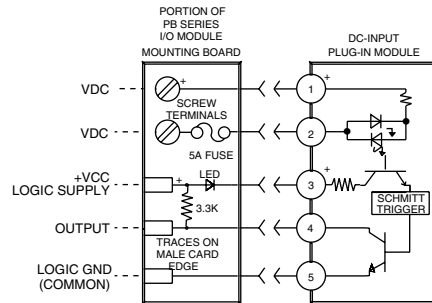 PORTION OF
PB SERIES
I/O MODULE
MOUNTING BOARD
DC-INPUT
PLUG-IN MODULE
VDC
+
1
+
SCREW
TERMINALS
VDC
2
5A FUSE
+VCC
LOGIC SUPPLY
+
LED
3
+
3.3K
SCHMITT
TRIGGER
OUTPUT
4
TRACES ON
MALE CARD
EDGE
LOGIC GND
(COMMON)
5